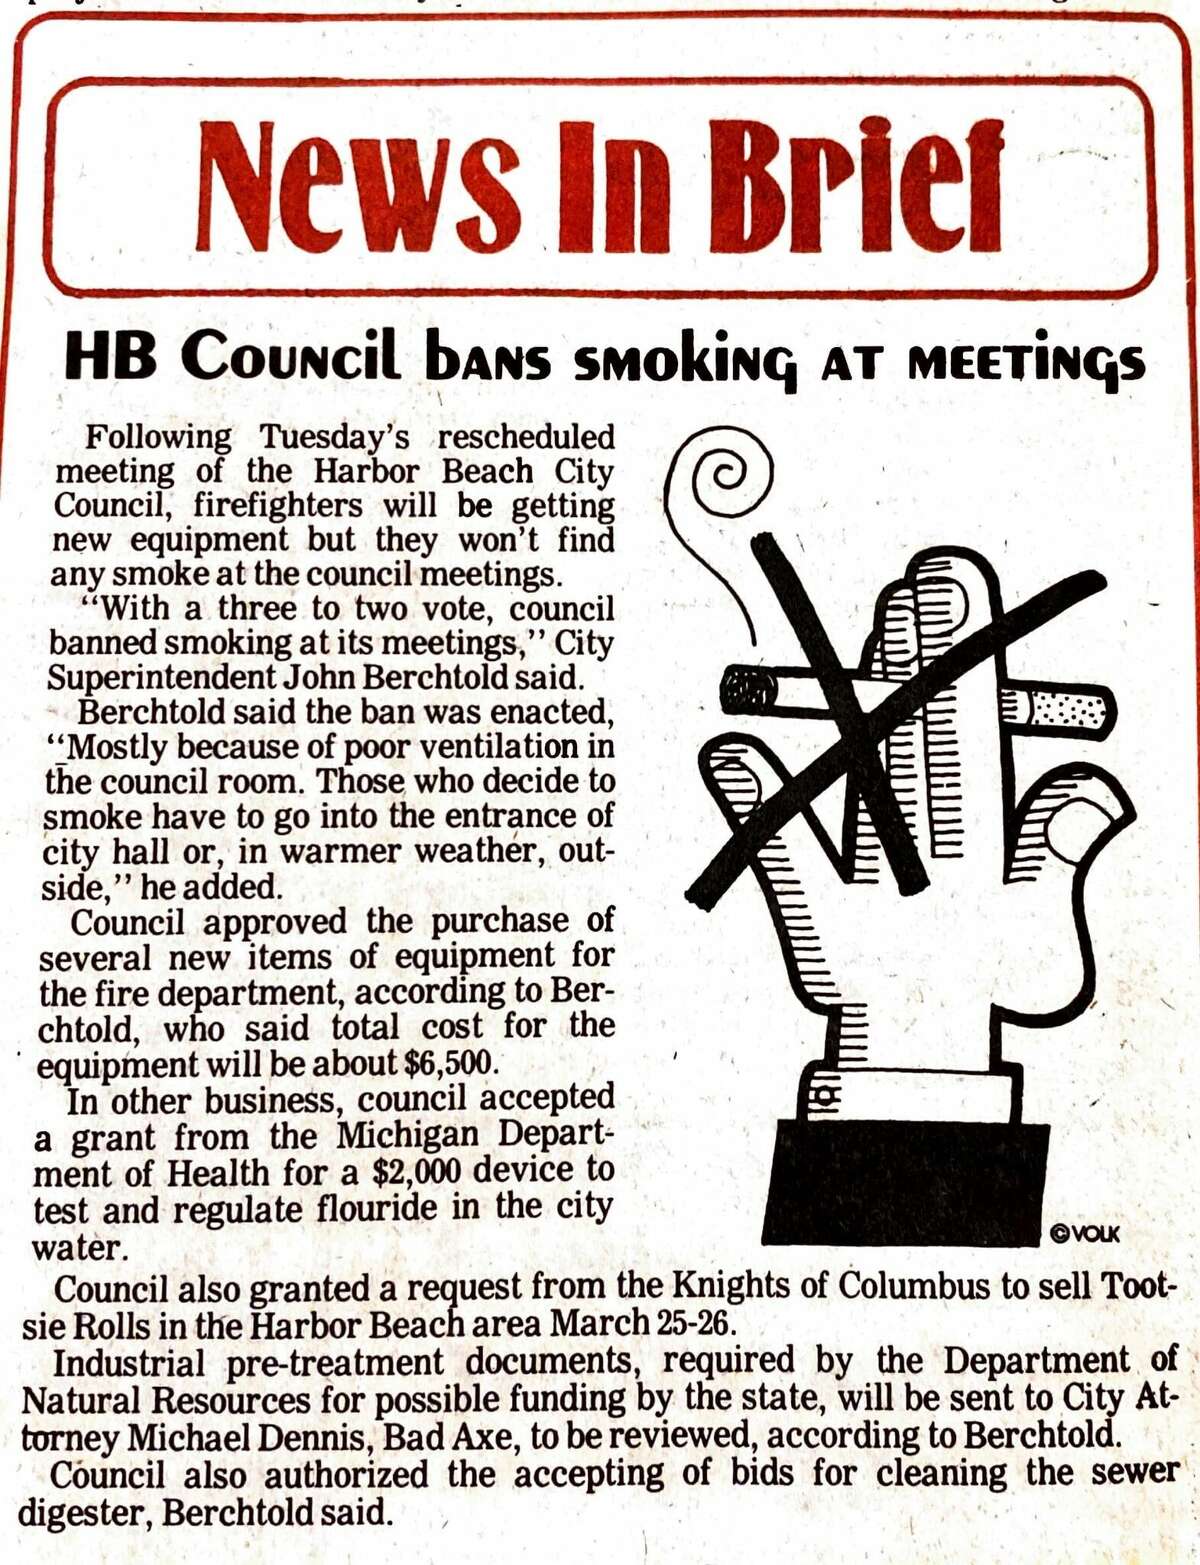 News In Brief
HB Council bans smoking at meetings
Following Tuesday's rescheduled
meeting of the Harbor Beach City
Council, firefighters will be getting
new equipment but they won't find
any smoke at the council meetings.
"With a three to two vote, council
banned smoking at its meetings," City
Superintendent John Berchtold said.
Berchtold said the ban was enacted,
"Mostly because of poor ventilation in
the council room. Those who decide to
smoke have to go into the entrance of
city hall or, in warmer weather, out-
side," he added.
Council approved the purchase of
several new items of equipment for
the fire department, according to Ber-
chtold, who said total cost for the
equipment will be about $6,500.
In other business, council accepted
a grant from the Michigan Depart-
ment of Health for a $2,000 device to
test and regulate flouride in the city
water.
©VOLK
Council also granted a request from the Knights of Columbus to sell Toot-
sie Rolls in the Harbor Beach area March 25-26.
Industrial pre-treatment documents, required by the Department of
Natural Resources for possible funding by the state, will be sent to City At-
torney Michael Dennis, Bad Axe, to be reviewed, according to Berchtold.
Council also authorized the accepting of bids for cleaning the sewer
digester, Berchtold said.